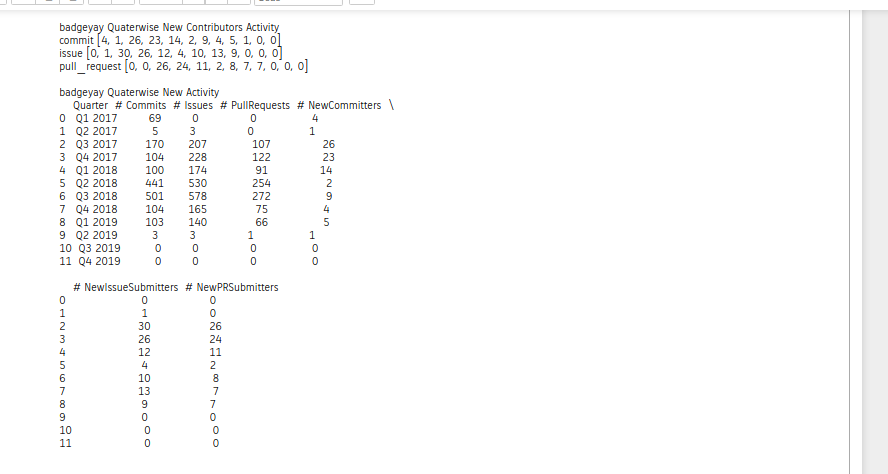 badgeyay Quaterwise New Contributors Activity
commit [4, 1, 26, 23, 14, 2, 9, 4, 5, 1, 0, 0]
issue [0, 1, 30, 26, 12, 4, 10, 13, 9, 0, 0, 0]
pull_request [0, 0, 26, 24, 11, 2, 8, 7, 7, 0, 0, 0]
badgeyay Quaterwise New Activity
Quarter # Commits # Issues # PullRequests # NewCommitters \
0 Q1 2017 69 0 0 4
1 Q2 2017 5 3 0 1
2 Q3 2017 170 207 107 26
3 Q4 2017 104 228 122 23
4 Q1 2018 100 174 91 14
5 Q2 2018 441 530 254 2
6 Q3 2018 501 578 272 9
7 Q4 2018 104 165 75 4
8 Q1 2019 103 140 66 5
9 Q2 2019 3 3 1 1
10 Q3 2019 0 0 0 0
11 Q4 2019 0 0 0 0
# NewIssueSubmitters # NewPRSubmitters
0 0 0
1 1 0
2 30 26
3 26 24
4 12 11
5 4 2
6 10 8
7 13 7
8 9 7
9 0 0
10 0 0
11 0 0